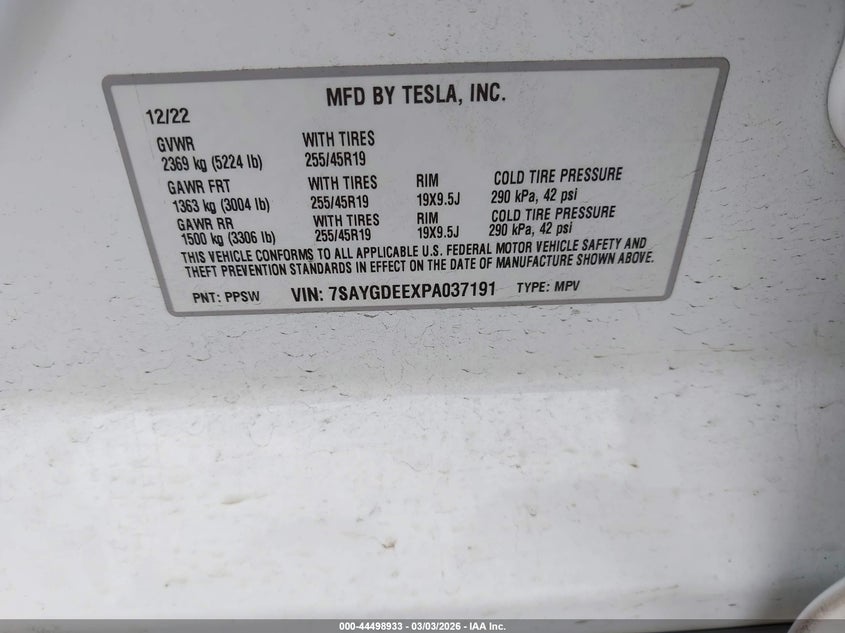 MFD BY TESLA, INC.
12/22
GVWR WITH TIRES
2369 kg (5224 lb) 255/45R19
GAWR FRT WITH TIRES RIM COLD TIRE PRESSURE
1363 kg (3004 lb) 255/45R19 19X9.5J 290 kPa, 42 psi
GAWR RR WITH TIRES RIM COLD TIRE PRESSURE
1500 kg (3306 lb) 255/45R19 19X9.5J 290 kPa, 42 psi
THIS VEHICLE CONFORMS TO ALL APPLICABLE U.S. FEDERAL MOTOR VEHICLE SAFETY AND
THEFT PREVENTION STANDARDS IN EFFECT ON THE DATE OF MANUFACTURE SHOWN ABOVE.
PNT: PPSW VIN: 7SAYGDEEXPA037191 TYPE: MPV
000-44498933 - 03/03/2026 - IAA Inc.